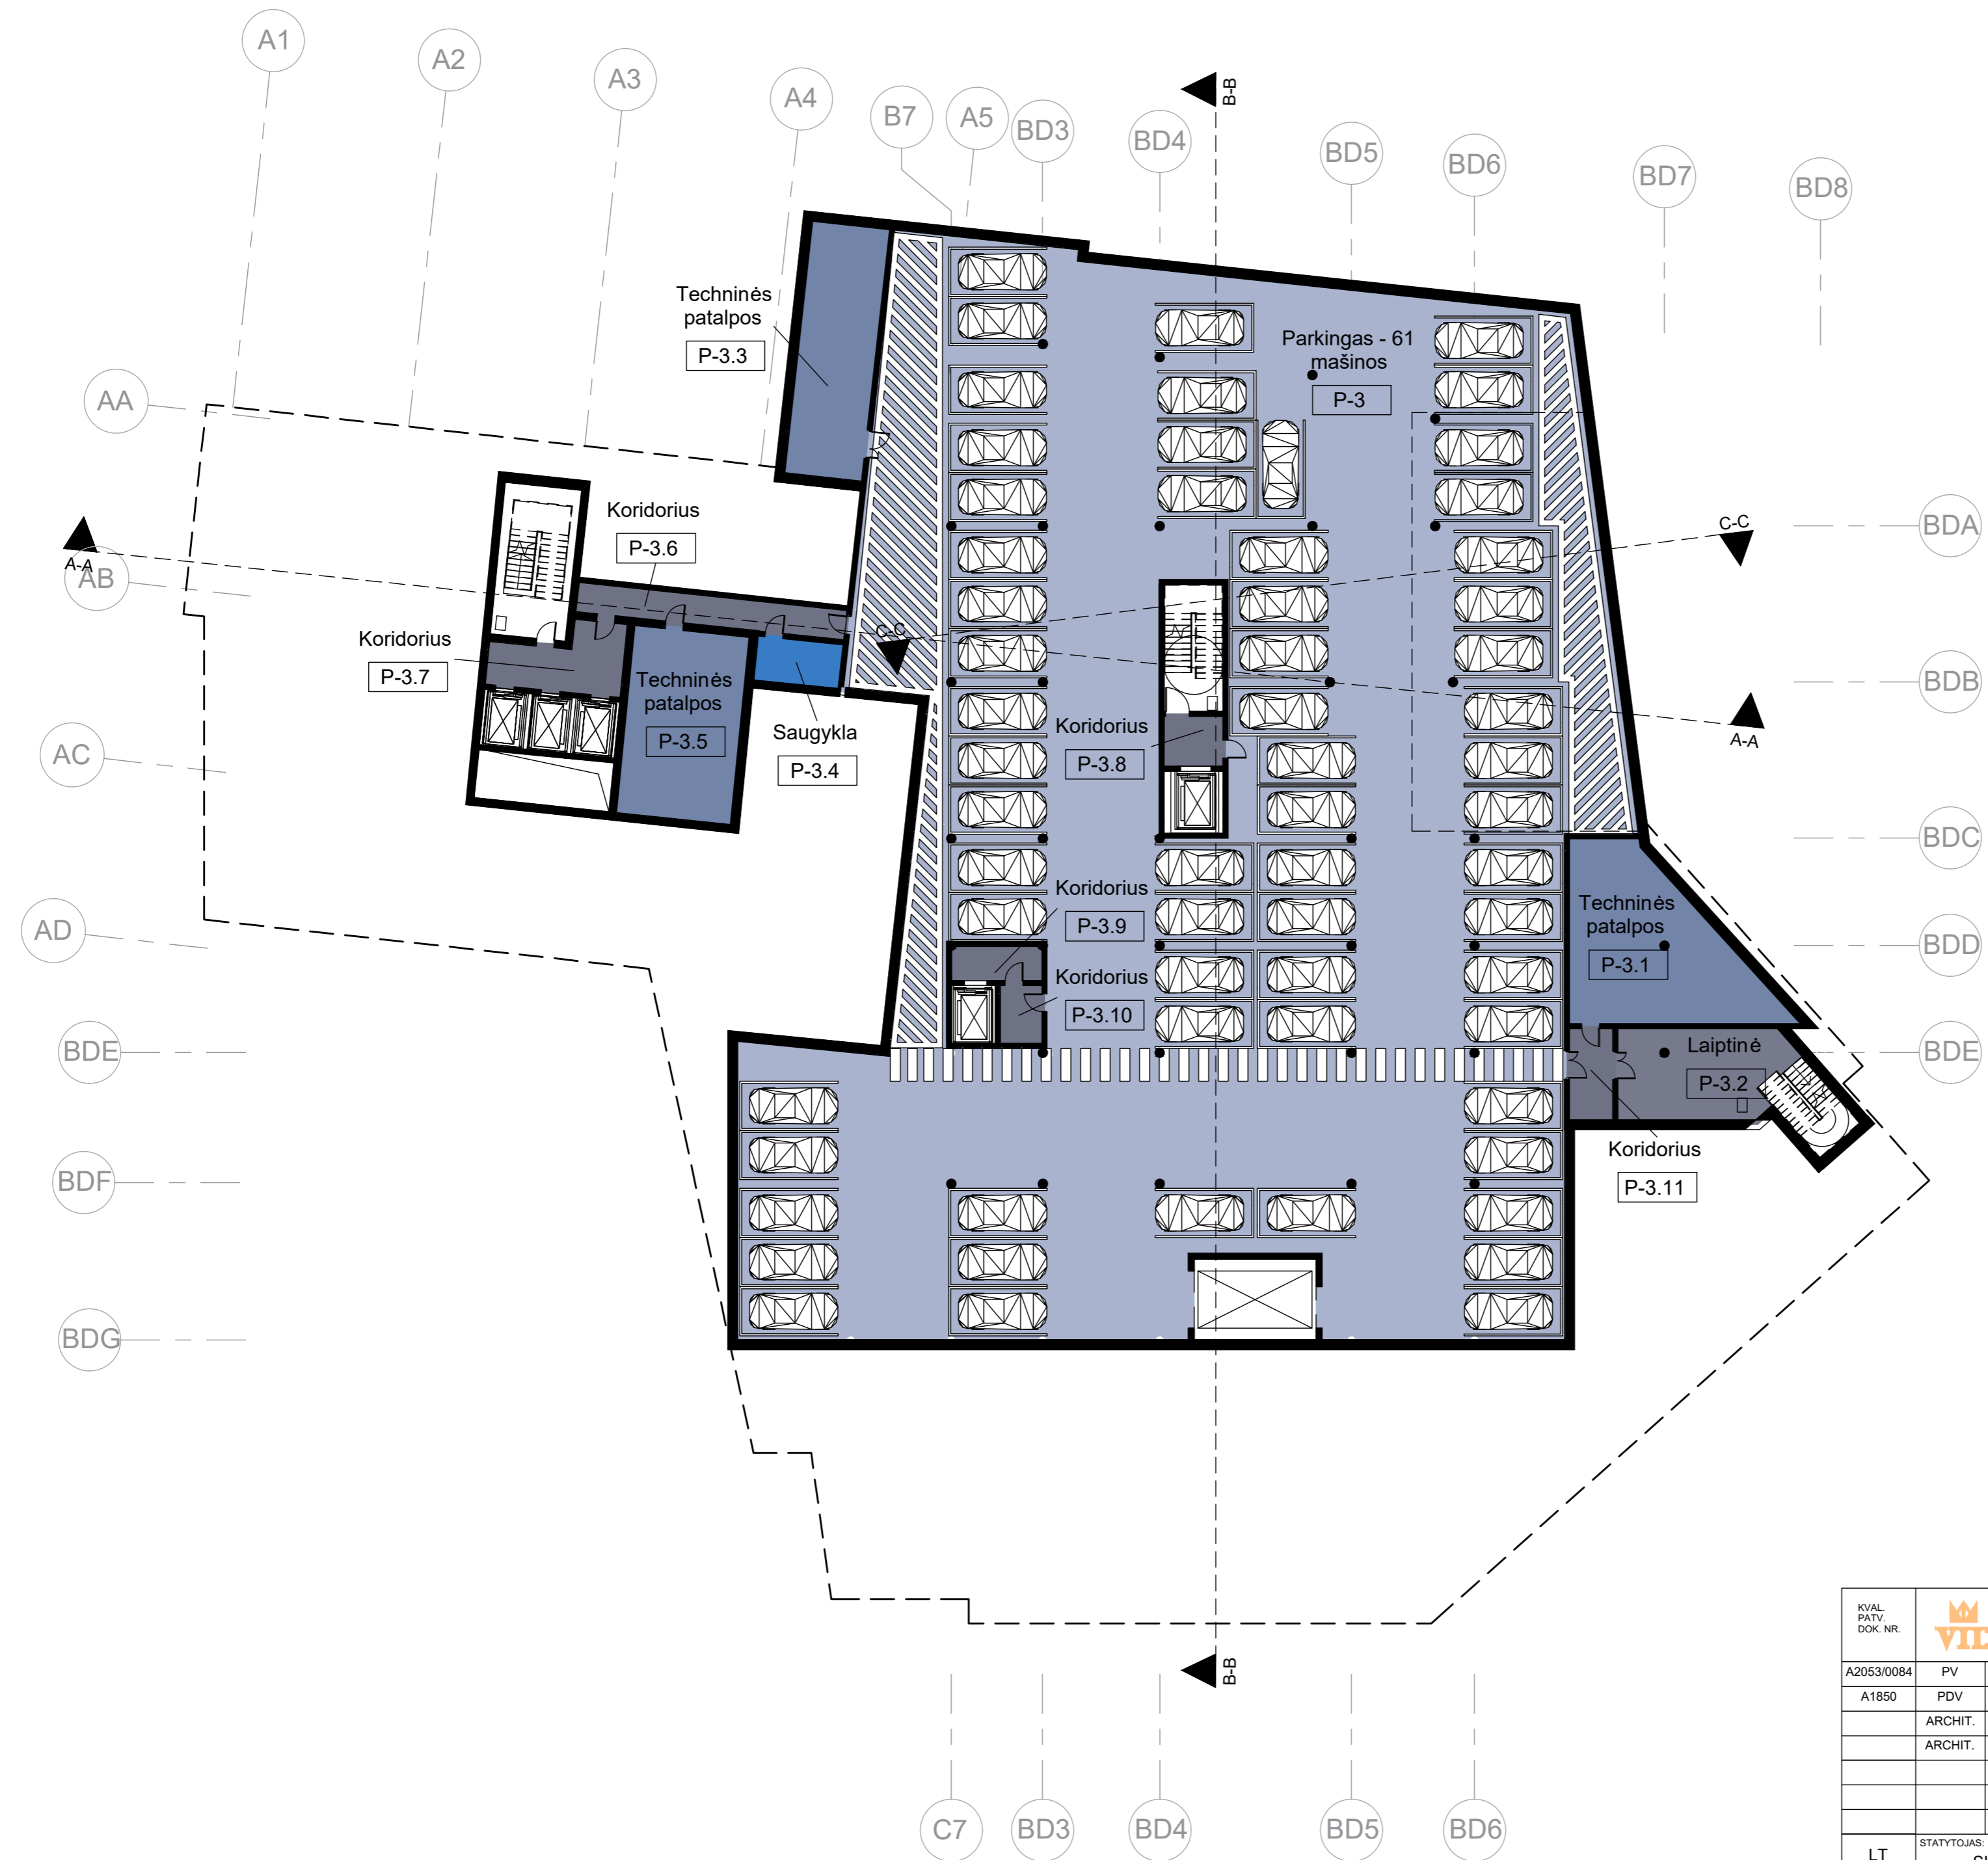 A1
A2
A3
A4
B7
A5
BD3
BD4
B-B
BD5
BD6
BD7
BD8
Techninės
patalpos
P-3.3
Parkingas - 61
mašinos
P-3
AA
Koridorius
P-3.6
A-A
AB
C-C
BDA
Koridorius
P-3.7
C-C
Techninės
patalpos
P-3.5
Saugykla
P-3.4
Koridorius
P-3.8
BDB
A-A
AC
BDC
Koridorius
P-3.9
Techninės
patalpos
P-3.1
AD
BDD
Koridorius
P-3.10
BDE
Laiptinė
P-3.2
BDE
Koridorius
P-3.11
BDF
BDG
B-B
C7
BD3
BD4
BD5
BD6
KVAL.
PATV.
DOK. NR.
A2053/0084 PV
A1850 PDV
ARCHIT.
ARCHIT.
LT
STATYTOJAS: